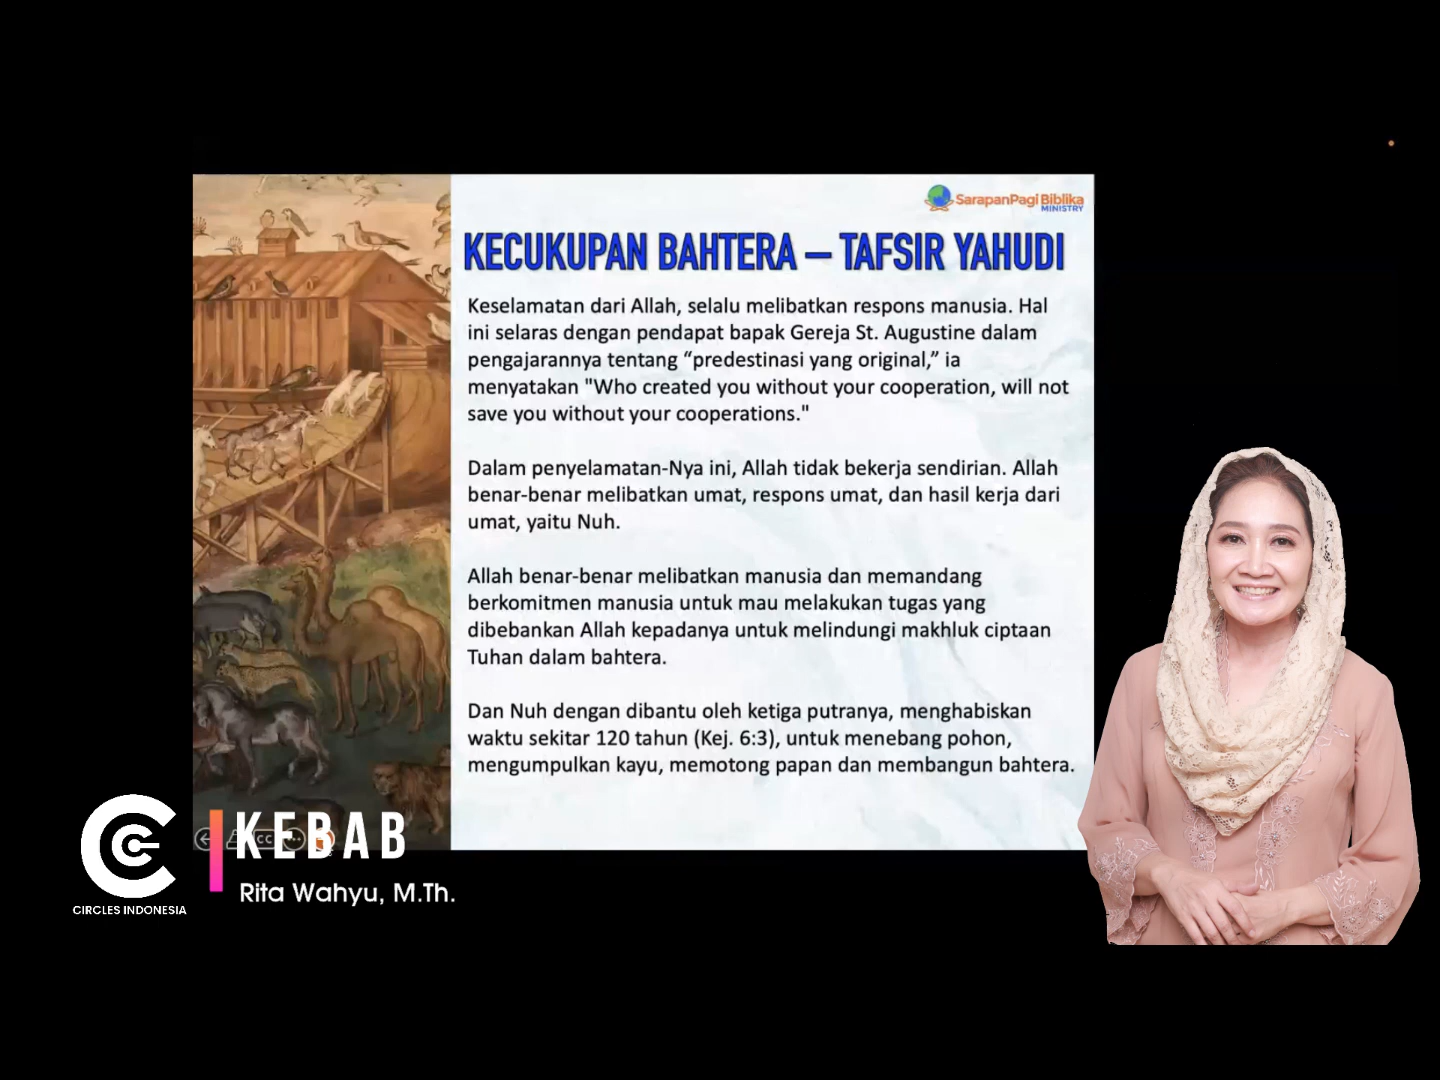 SarapanPagi Biblika
MINISTRY
KECUKUPAN BAHTERA – TAFSIR YAHUDI
Keselamatan dari Allah, selalu melibatkan respons manusia. Hal
ini selaras dengan pendapat bapak Gereja St. Augustine dalam
pengajarannya tentang “predestinasi yang original,” ia
menyatakan "Who created you without your cooperation, will not
save you without your cooperations."
Dalam penyelamatan-Nya ini, Allah tidak bekerja sendirian. Allah
benar-benar melibatkan umat, respons umat, dan hasil kerja dari
umat, yaitu Nuh.
Allah benar-benar melibatkan manusia dan memandang
berkomitmen manusia untuk mau melakukan tugas yang
dibebankan Allah kepadanya untuk melindungi makhluk ciptaan
Tuhan dalam bahtera.
Dan Nuh dengan dibantu oleh ketiga putranya, menghabiskan
waktu sekitar 120 tahun (Kej. 6:3), untuk menebang pohon,
mengumpulkan kayu, memotong papan dan membangun bahtera.
KEBAB
Rita Wahyu, M.Th.
CIRCLES INDONESIA